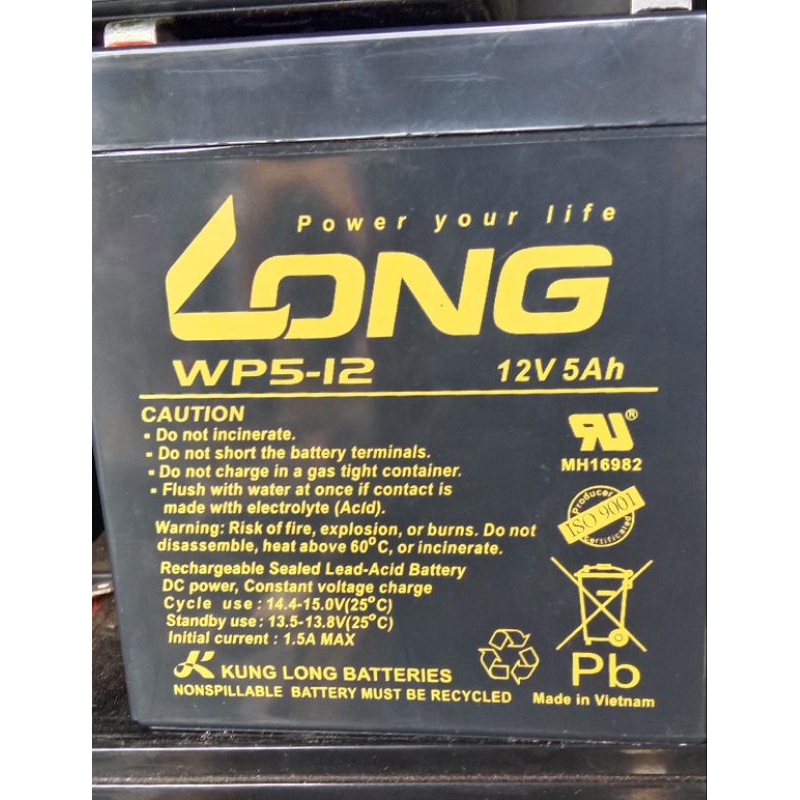 Power your life
LONG
WP5-12 12V 5Ah
CAUTION
- Do not incinerate.
- Do not short the battery terminals.
- Do not charge in a gas tight container.
- Flush with water at once if contact is
made with electrolyte (Acid).
Warning: Risk of fire, explosion, or burns. Do not
disassemble, heat above 60°C, or incinerate.
Rechargeable Sealed Lead-Acid Battery
DC power, Constant voltage charge
Cycle use : 14.4-15.0V(25°C)
Standby use : 13.5-13.8V(25°C)
Initial current : 1.5A MAX
KUNG LONG BATTERIES
NONSPILLABLE BATTERY MUST BE RECYCLED
RU®
MH16982
Producer
ISO 9001
Certificated
Pb
Made in Vietnam